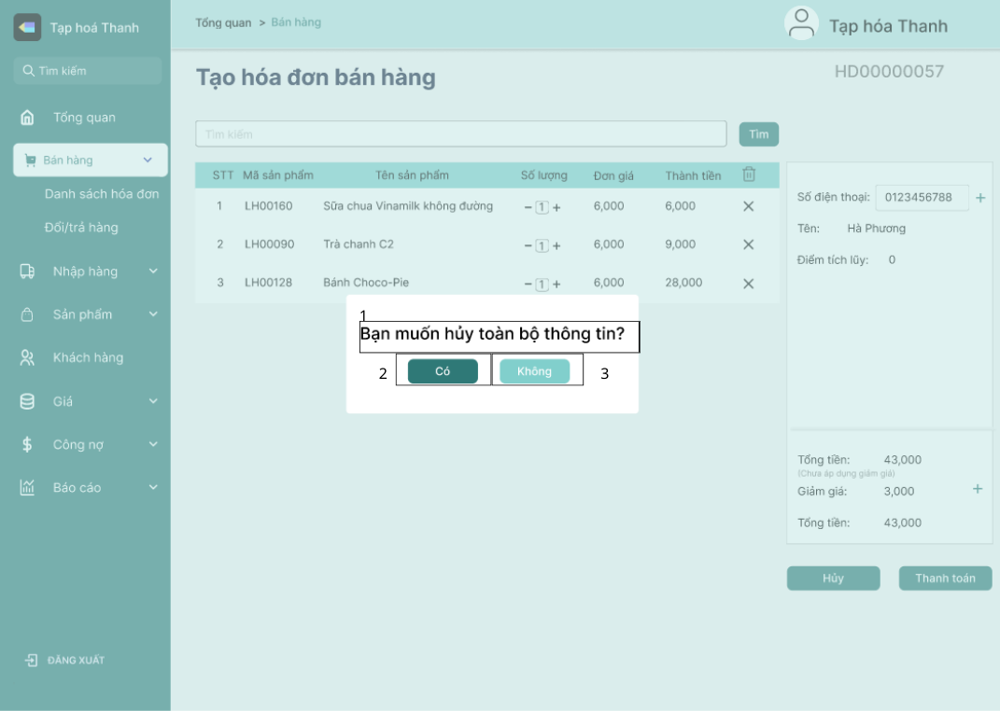 Tạp hoá Thanh
Tìm kiếm
Tổng quan
Bán hàng
Danh sách hóa đơn
Đổi/trả hàng
Nhập hàng
Sản phẩm
Khách hàng
Giá
Công nợ
Báo cáo
ĐĂNG XUẤT
Tổng quan > Bán hàng
Tạp hóa Thanh
Tạo hóa đơn bán hàng
HD00000057
Tìm kiếm
Tìm
STT Mã sản phẩm Tên sản phẩm Số lượng Đơn giá Thành tiền
1 LH00160 Sữa chua Vinamilk không đường - 1 + 6,000 6,000
2 LH00090 Trà chanh C2 - 1 + 6,000 9,000
3 LH00128 Bánh Choco-Pie - 1 + 6,000 28,000
1
Bạn muốn hủy toàn bộ thông tin?
2 Có Không 3
Số điện thoại: 0123456788 +
Tên: Hà Phương
Điểm tích lũy: 0
Tổng tiền: 43,000
(Chưa áp dụng giảm giá)
Giảm giá: 3,000 +
Tổng tiền: 43,000
Hủy Thanh toán